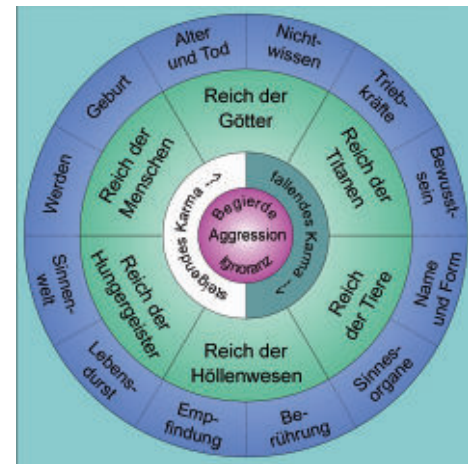 Alter
und Tod
Nicht-
wissen
Trieb-
kräfte
Bewusst-
sein
Name
und Form
Sinnes-
organe
Be-
rührung
Emp-
findung
Lebens-
durst
Sinnen-
welt
Werden
Geburt
Reich der
Götter
Reich der
Titanen
Reich
der Tiere
Reich der
Höllenwesen
Reich der
Hungergeister
Reich der
Menschen
steigendes Karma -->
fallendes Karma -->
Begierde
Aggression
Ignoranz